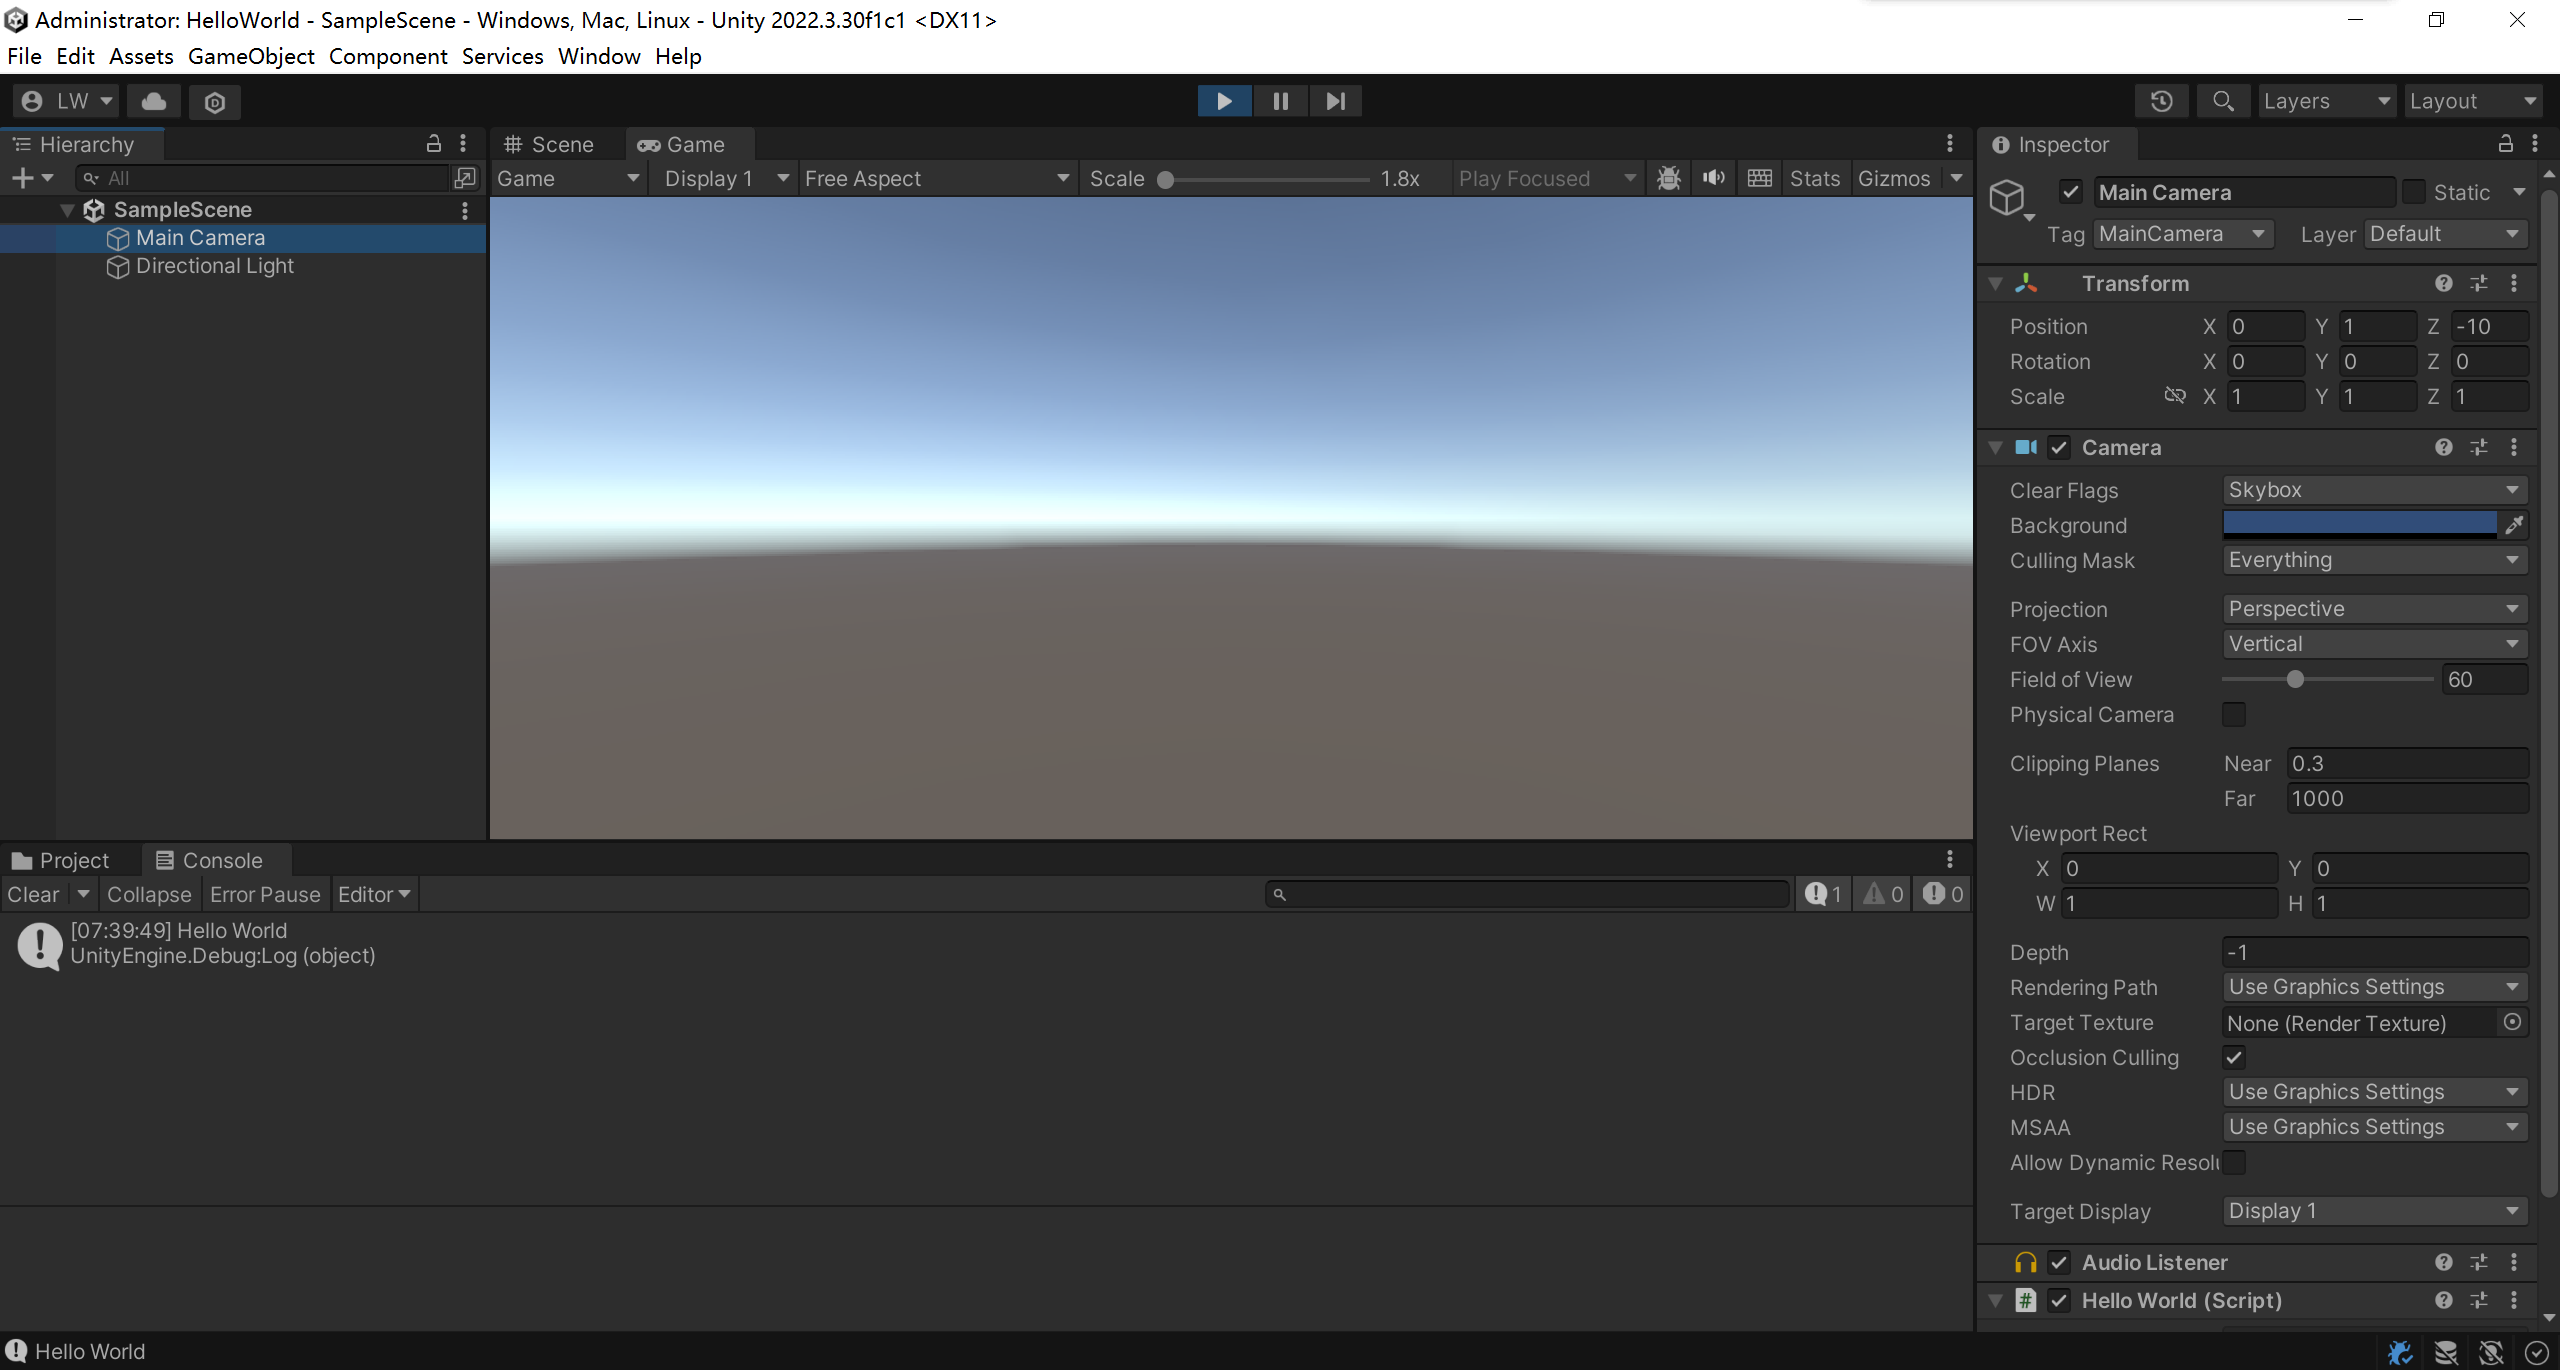 Administrator: HelloWorld - SampleScene - Windows, Mac, Linux - Unity 2022.3.30f1c1 <DX11>
File Edit Assets GameObject Component Services Window Help
LW Layers Layout
Hierarchy
All
SampleScene
Main Camera
Directional Light
Scene Game
Game Display 1 Free Aspect Scale 1.8x Play Focused Stats Gizmos
Project Console
Clear Collapse Error Pause Editor 1 0 0
[07:39:49] Hello World
UnityEngine.Debug:Log (object)
Inspector
Main Camera Static
Tag MainCamera Layer Default
Transform
Position X 0 Y 1 Z -10
Rotation X 0 Y 0 Z 0
Scale X 1 Y 1 Z 1
Camera
Clear Flags Skybox
Background
Culling Mask Everything
Projection Perspective
FOV Axis Vertical
Field of View 60
Physical Camera
Clipping Planes Near 0.3
Far 1000
Viewport Rect
X 0 Y 0
W 1 H 1
Depth -1
Rendering Path Use Graphics Settings
Target Texture None (Render Texture)
Occlusion Culling
HDR Use Graphics Settings
MSAA Use Graphics Settings
Allow Dynamic Resol
Target Display Display 1
Audio Listener
# Hello World (Script)
Hello World